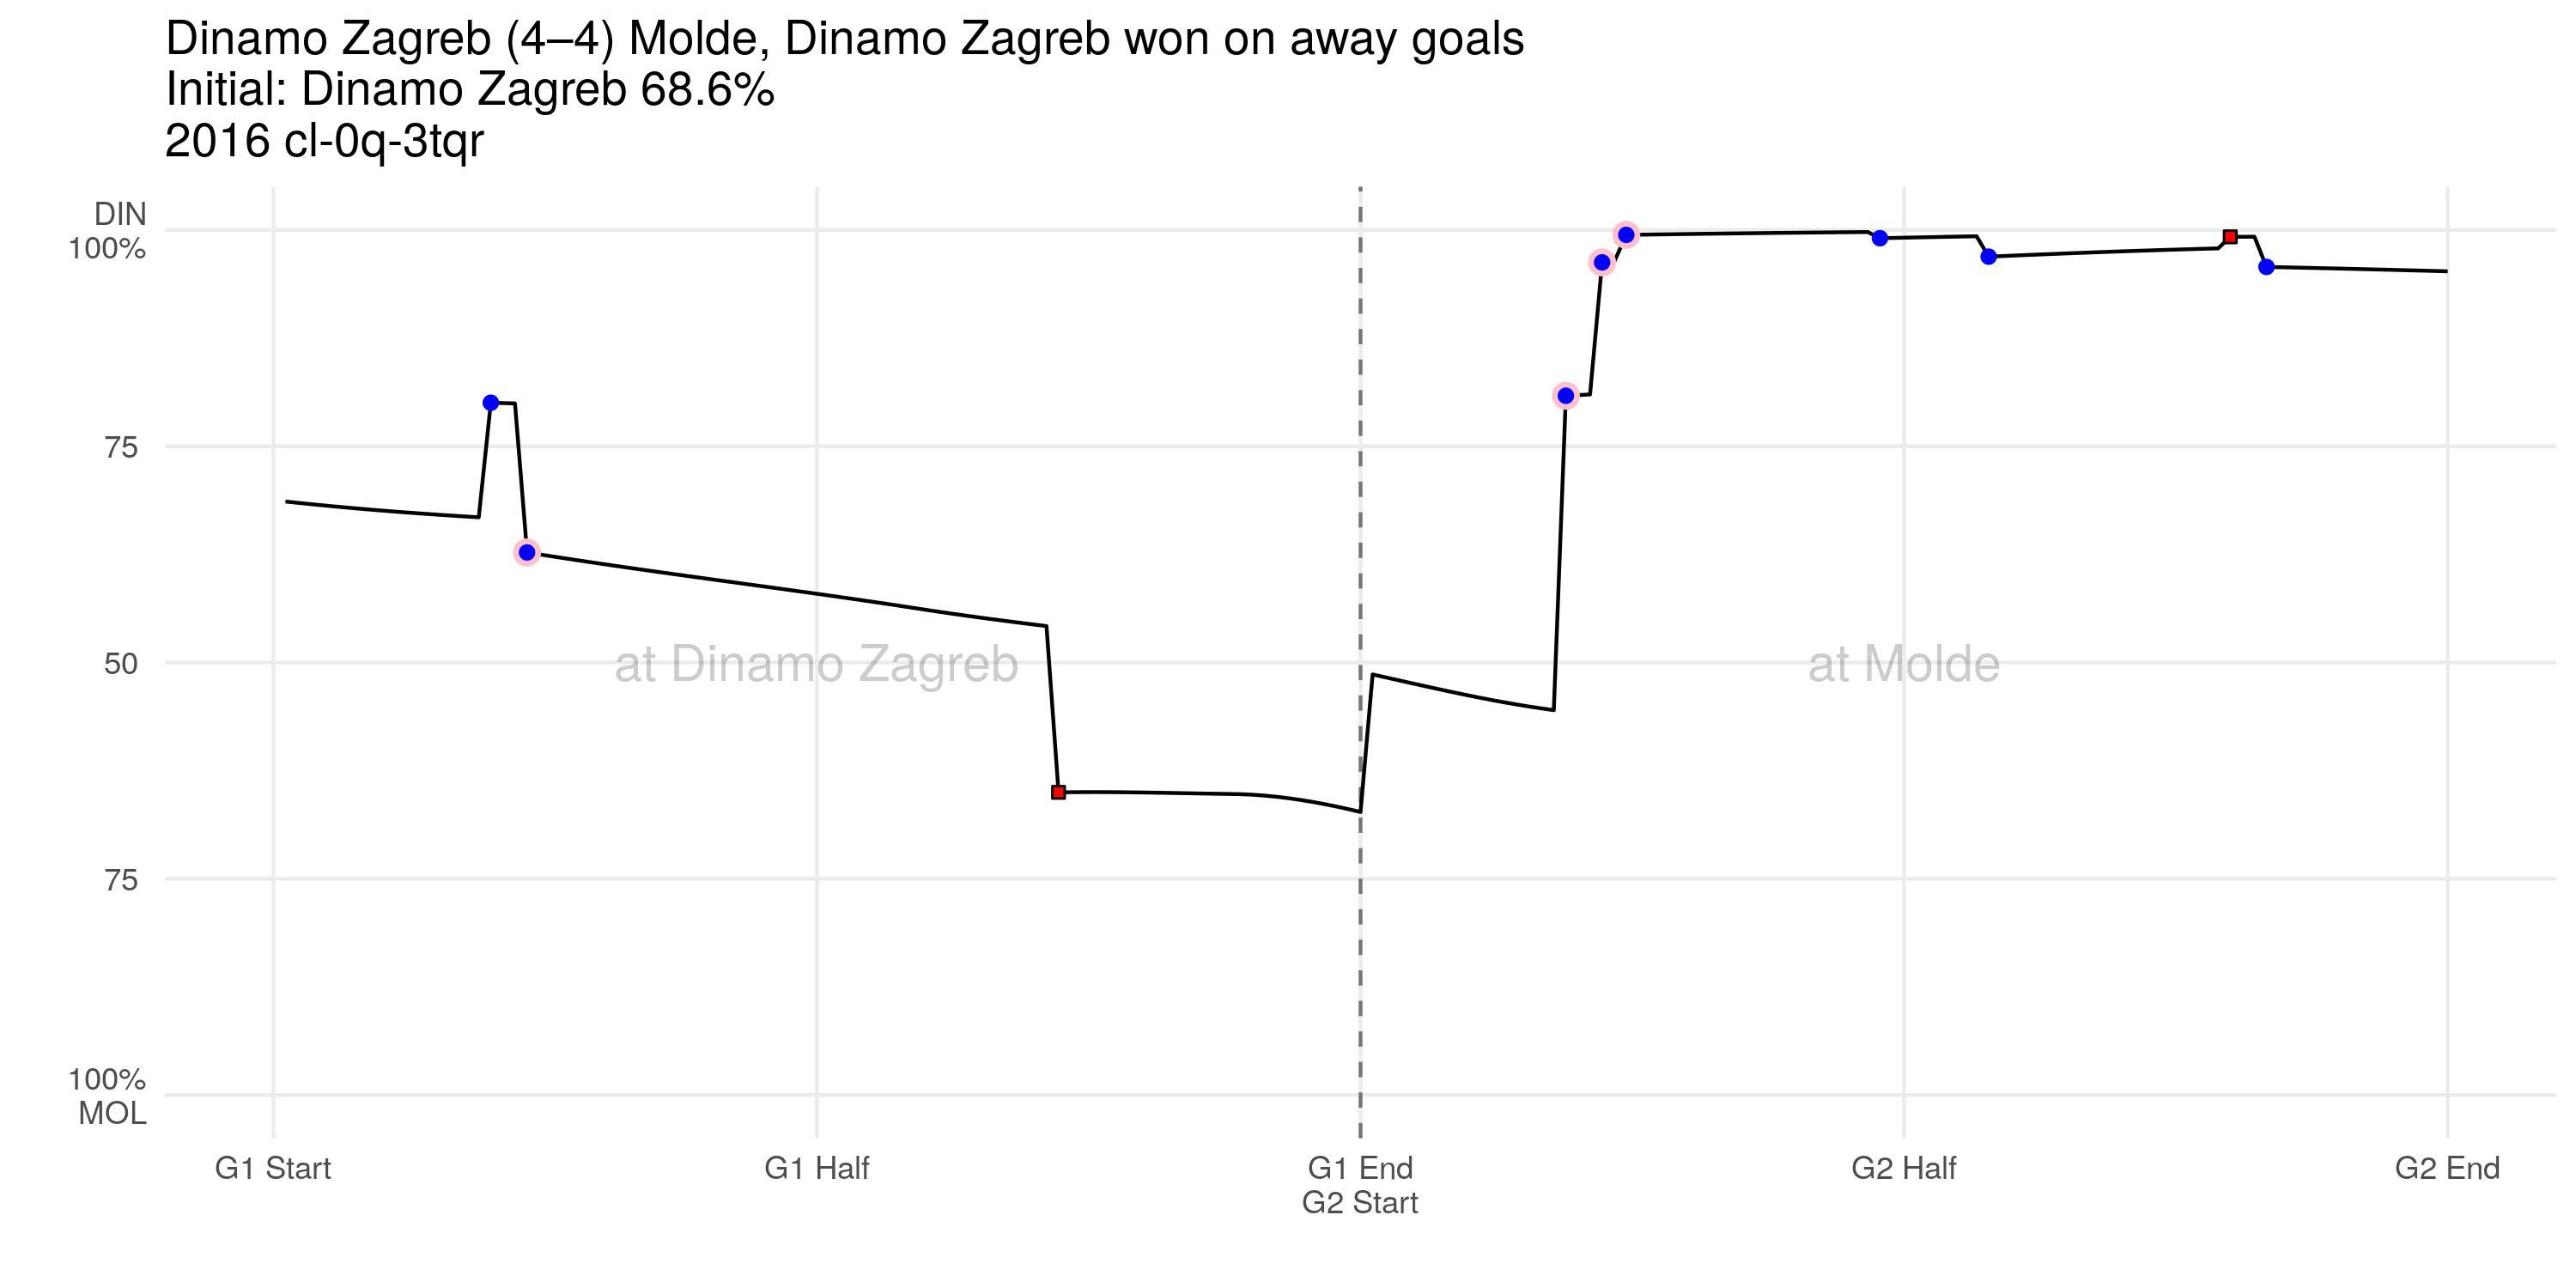 Dinamo Zagreb (4–4) Molde, Dinamo Zagreb won on away goals
Initial: Dinamo Zagreb 68.6%
2016 cl-0q-3tqr
DIN
100%
75
50
75
100%
MOL
at Dinamo Zagreb
at Molde
G1 Start
G1 Half
G1 End
G2 Start
G2 Half
G2 End